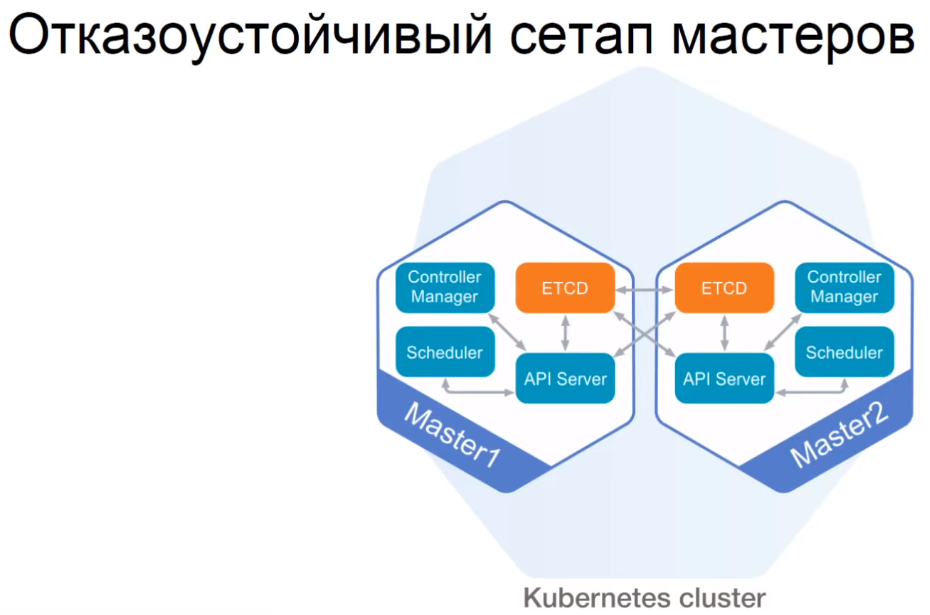 Отказоустойчивый сетап мастеров
Controller
Manager
ETCD
ETCD
Controller
Manager
Scheduler
API Server
API Server
Scheduler
Master1
Master2
Kubernetes cluster